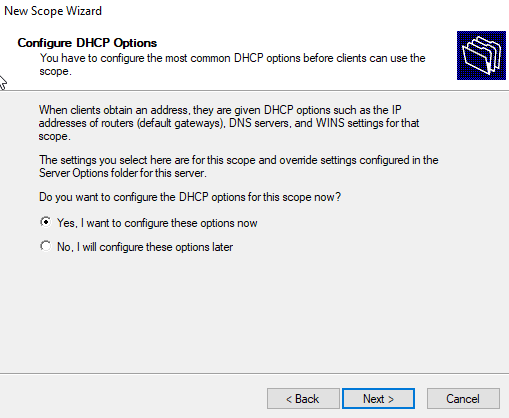 New Scope Wizard
Configure DHCP Options
You have to configure the most common DHCP options before clients can use the
scope.
When clients obtain an address, they are given DHCP options such as the IP
addresses of routers (default gateways), DNS servers, and WINS settings for that
scope.
The settings you select here are for this scope and override settings configured in the
Server Options folder for this server.
Do you want to configure the DHCP options for this scope now?
Yes, I want to configure these options now
No, I will configure these options later
< Back
Next >
Cancel